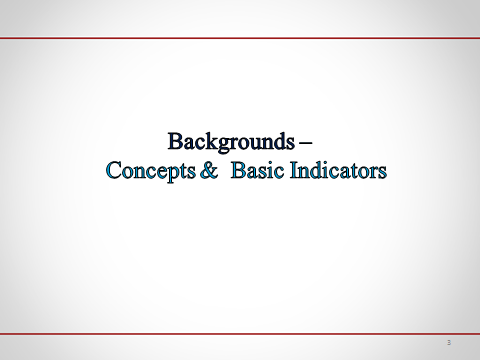 Backgrounds –
Concepts &  Basic Indicators
3